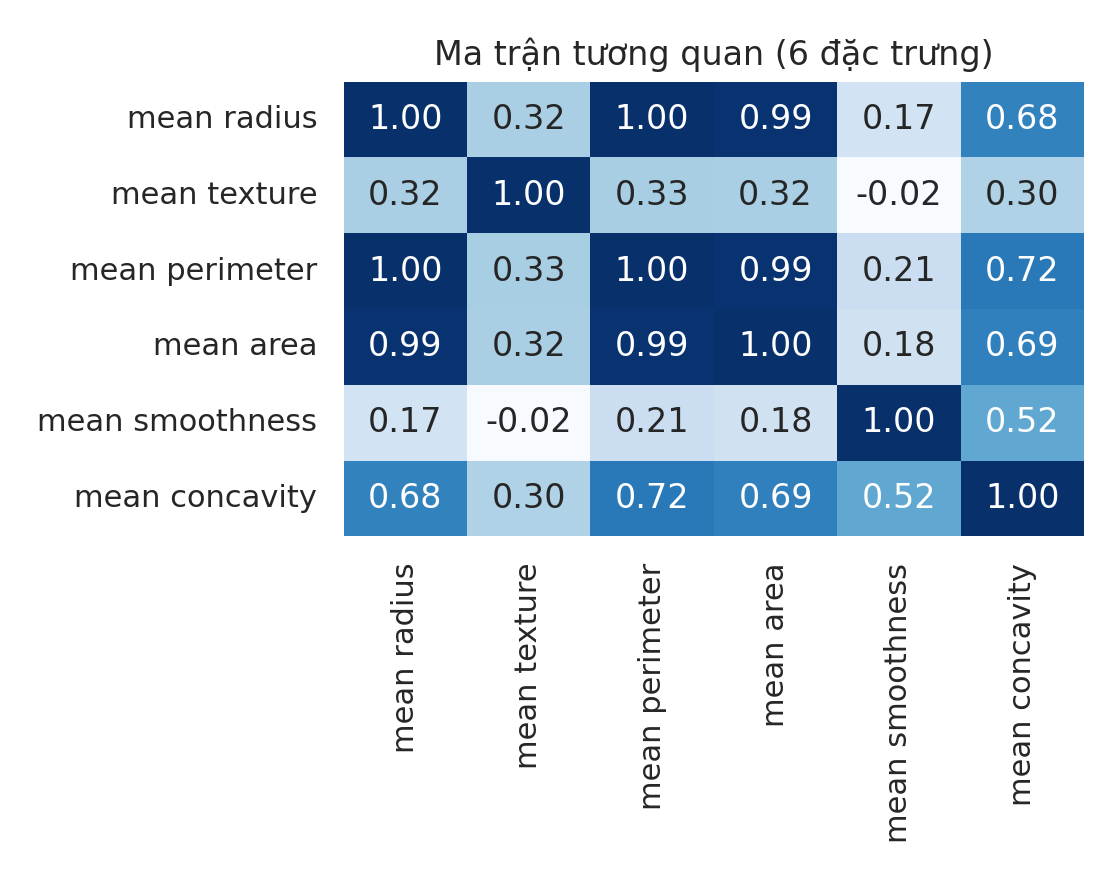 Ma trận tương quan (6 đặc trưng)
mean radius 1.00 0.32 1.00 0.99 0.17 0.68
mean texture 0.32 1.00 0.33 0.32 -0.02 0.30
mean perimeter 1.00 0.33 1.00 0.99 0.21 0.72
mean area 0.99 0.32 0.99 1.00 0.18 0.69
mean smoothness 0.17 -0.02 0.21 0.18 1.00 0.52
mean concavity 0.68 0.30 0.72 0.69 0.52 1.00
mean radius
mean texture
mean perimeter
mean area
mean smoothness
mean concavity